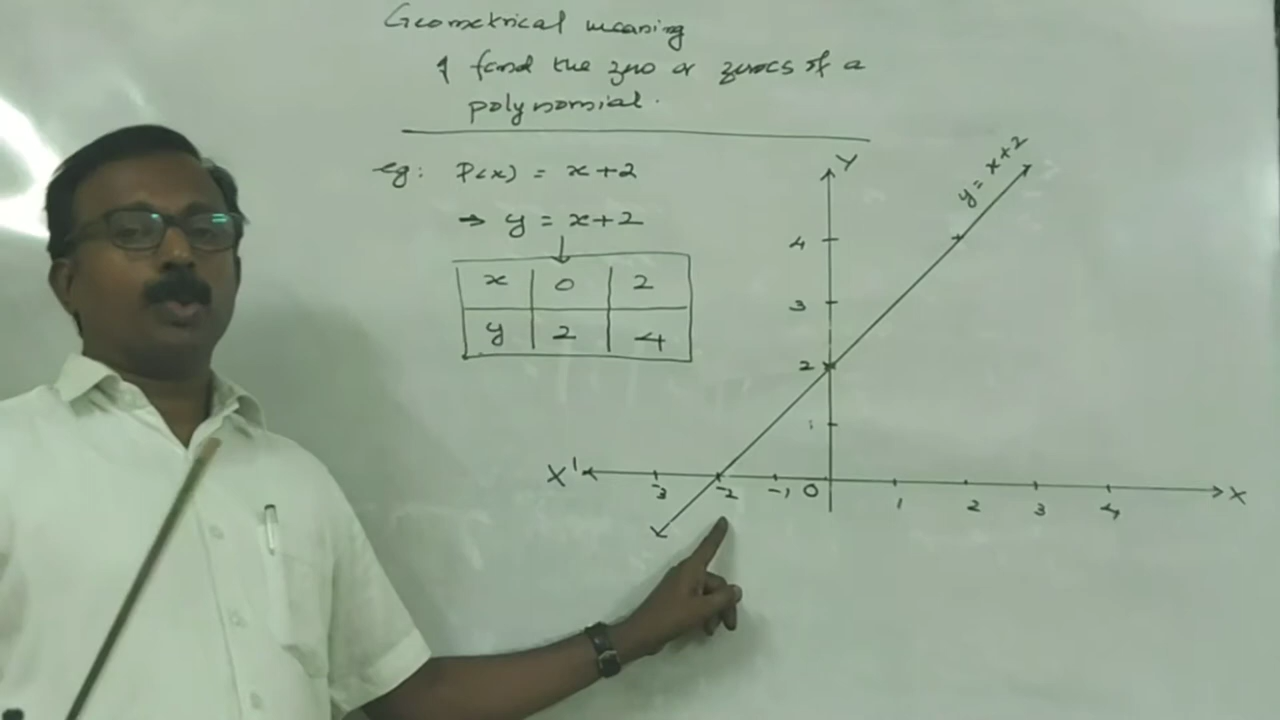 Geometrical meaning
of find the zero or zeroes of a
polynomial.
eg: P(x) = x+2
→ y = x+2
x 0 2
y 2 4
Y
y = x+2
4
3
2
1
X' -3 -2 -1 0 1 2 3 4 X